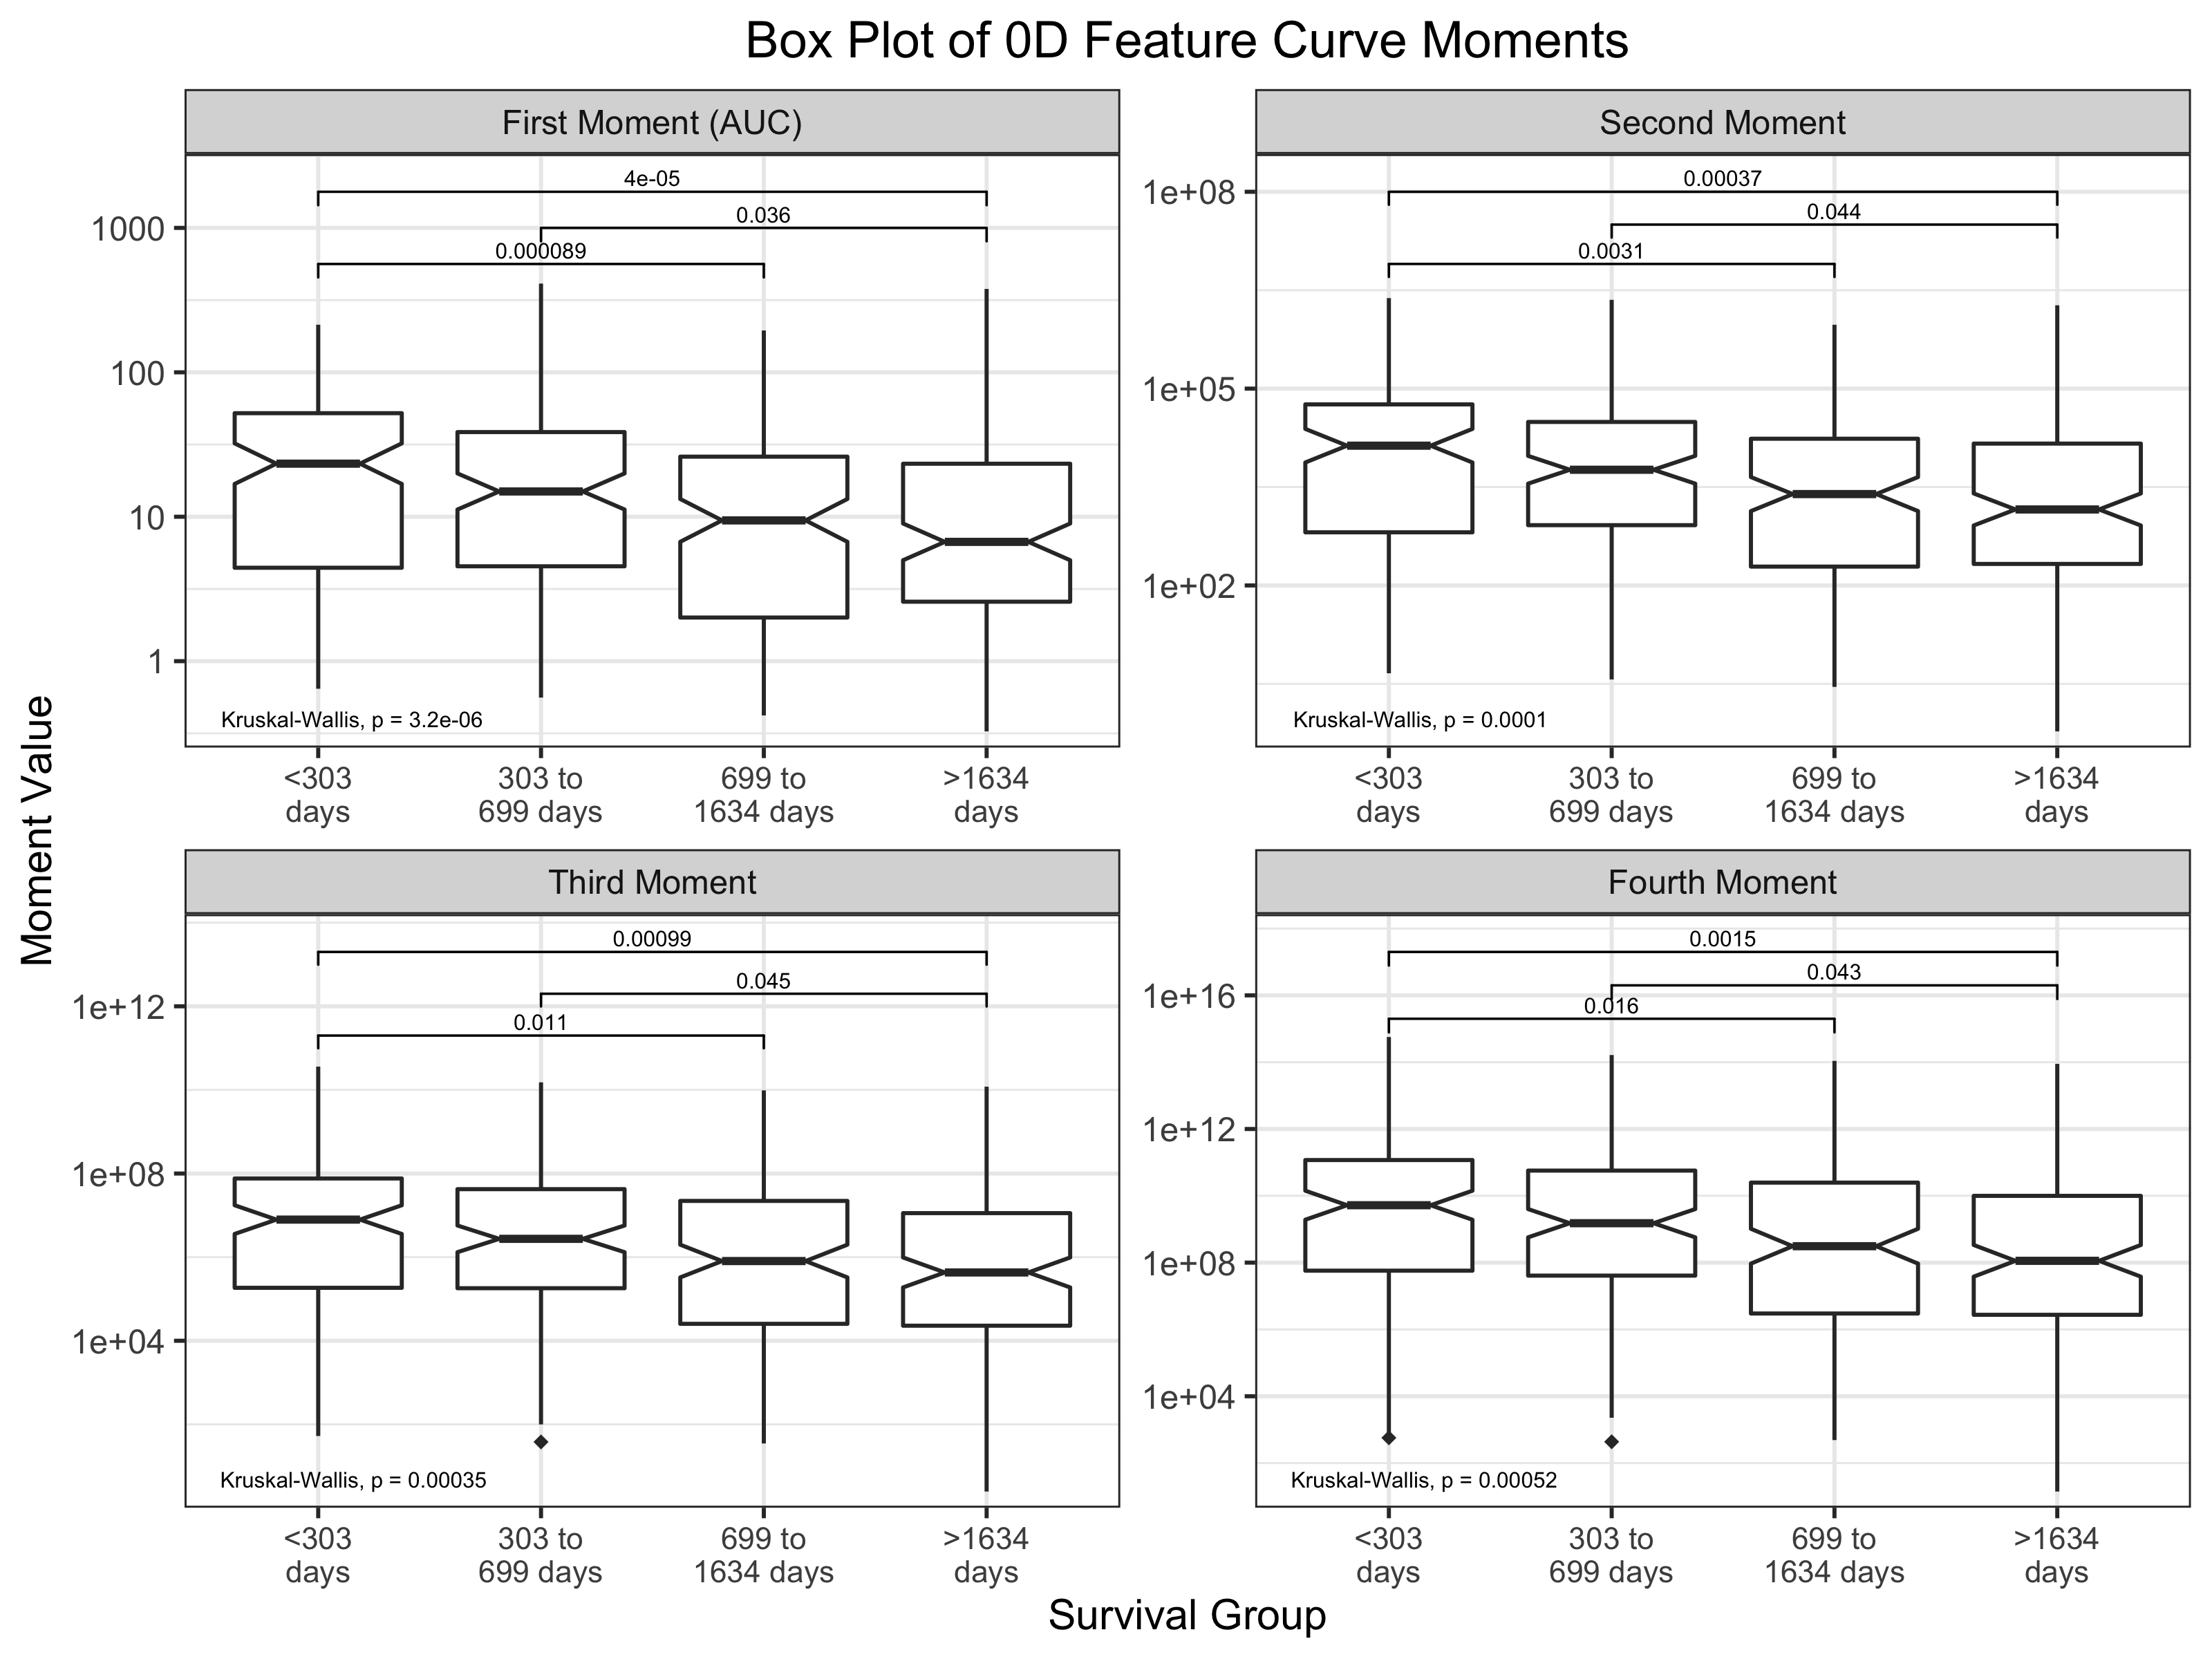 Box Plot of 0D Feature Curve Moments
First Moment (AUC)
4e-05
0.036
0.000089
1000
100
10
1
Kruskal-Wallis, p = 3.2e-06
<303 days
303 to 699 days
699 to 1634 days
>1634 days
Second Moment
0.00037
0.044
0.0031
1e+08
1e+05
1e+02
Kruskal-Wallis, p = 0.0001
<303 days
303 to 699 days
699 to 1634 days
>1634 days
Moment Value
Third Moment
0.00099
0.045
0.011
1e+12
1e+08
1e+04
Kruskal-Wallis, p = 0.00035
<303 days
303 to 699 days
699 to 1634 days
>1634 days
Fourth Moment
0.0015
0.043
0.016
1e+16
1e+12
1e+08
1e+04
Kruskal-Wallis, p = 0.00052
<303 days
303 to 699 days
699 to 1634 days
>1634 days
Survival Group